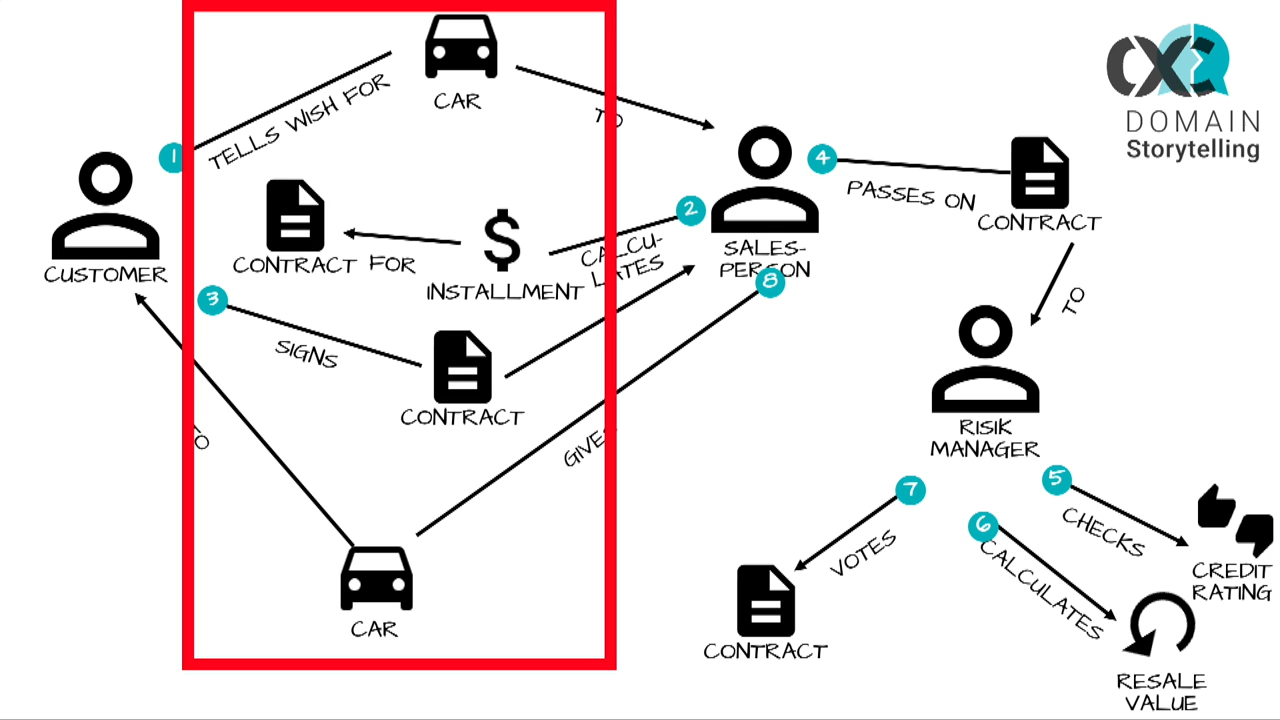 CAR
TELLS WISH FOR
TO
1
CUSTOMER
CONTRACT FOR
INSTALLMENT
CALCU-
LATES
2
SALES-
PERSON
8
4
PASSES ON
CONTRACT
TO
DOMAIN
Storytelling
3
SIGNS
CONTRACT
GIVES
TO
CAR
RISIK
MANAGER
7
VOTES
CONTRACT
6
CALCULATES
5
CHECKS
CREDIT
RATING
RESALE
VALUE